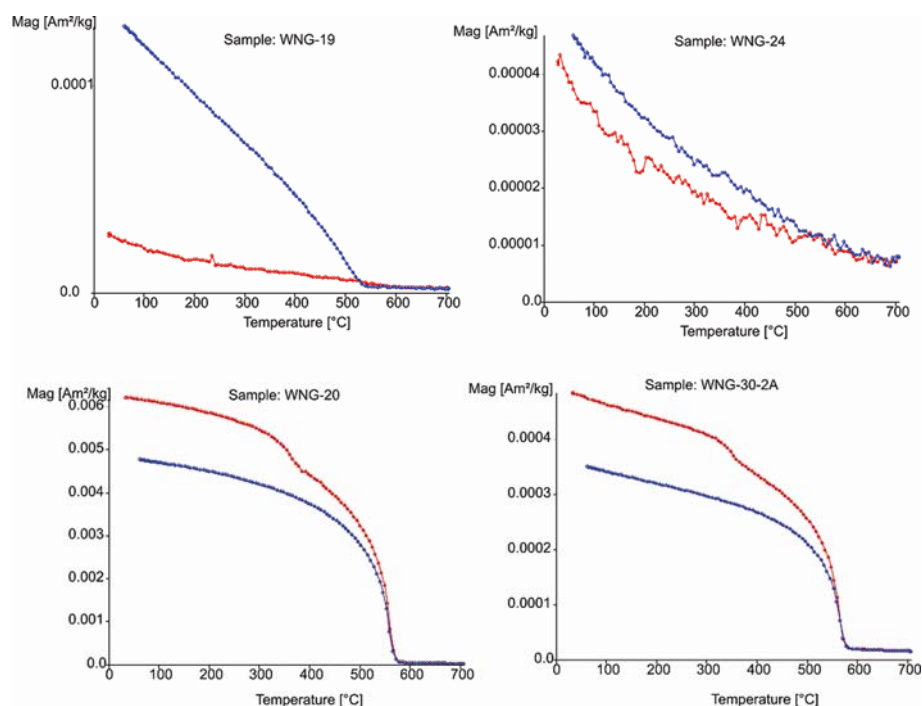 Mag [Am²/kg]
Sample: WNG-19
0.0001
0.0
0 100 200 300 400 500 600 700
Temperature [°C]
Mag [Am²/kg]
Sample: WNG-24
0.00004
0.00003
0.00002
0.00001
0.0
0 100 200 300 400 500 600 700
Temperature [°C]
Mag [Am²/kg]
Sample: WNG-20
0.006
0.005
0.004
0.003
0.002
0.001
0.0
0 100 200 300 400 500 600 700
Temperature [°C]
Mag [Am²/kg]
Sample: WNG-30-2A
0.0004
0.0003
0.0002
0.0001
0.0
0 100 200 300 400 500 600 700
Temperature [°C]